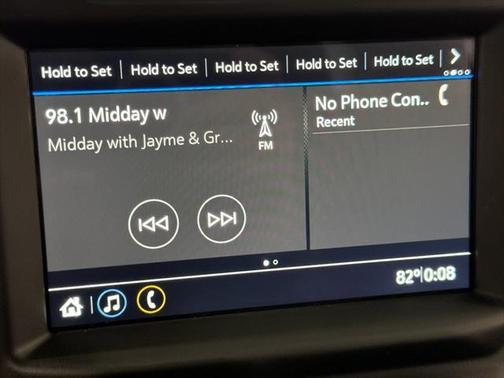 Hold to Set Hold to Set Hold to Set Hold to Set Hold to Set
98.1 Midday w
Midday with Jayme & Gr...
FM
No Phone Con..
Recent
82° 0:08